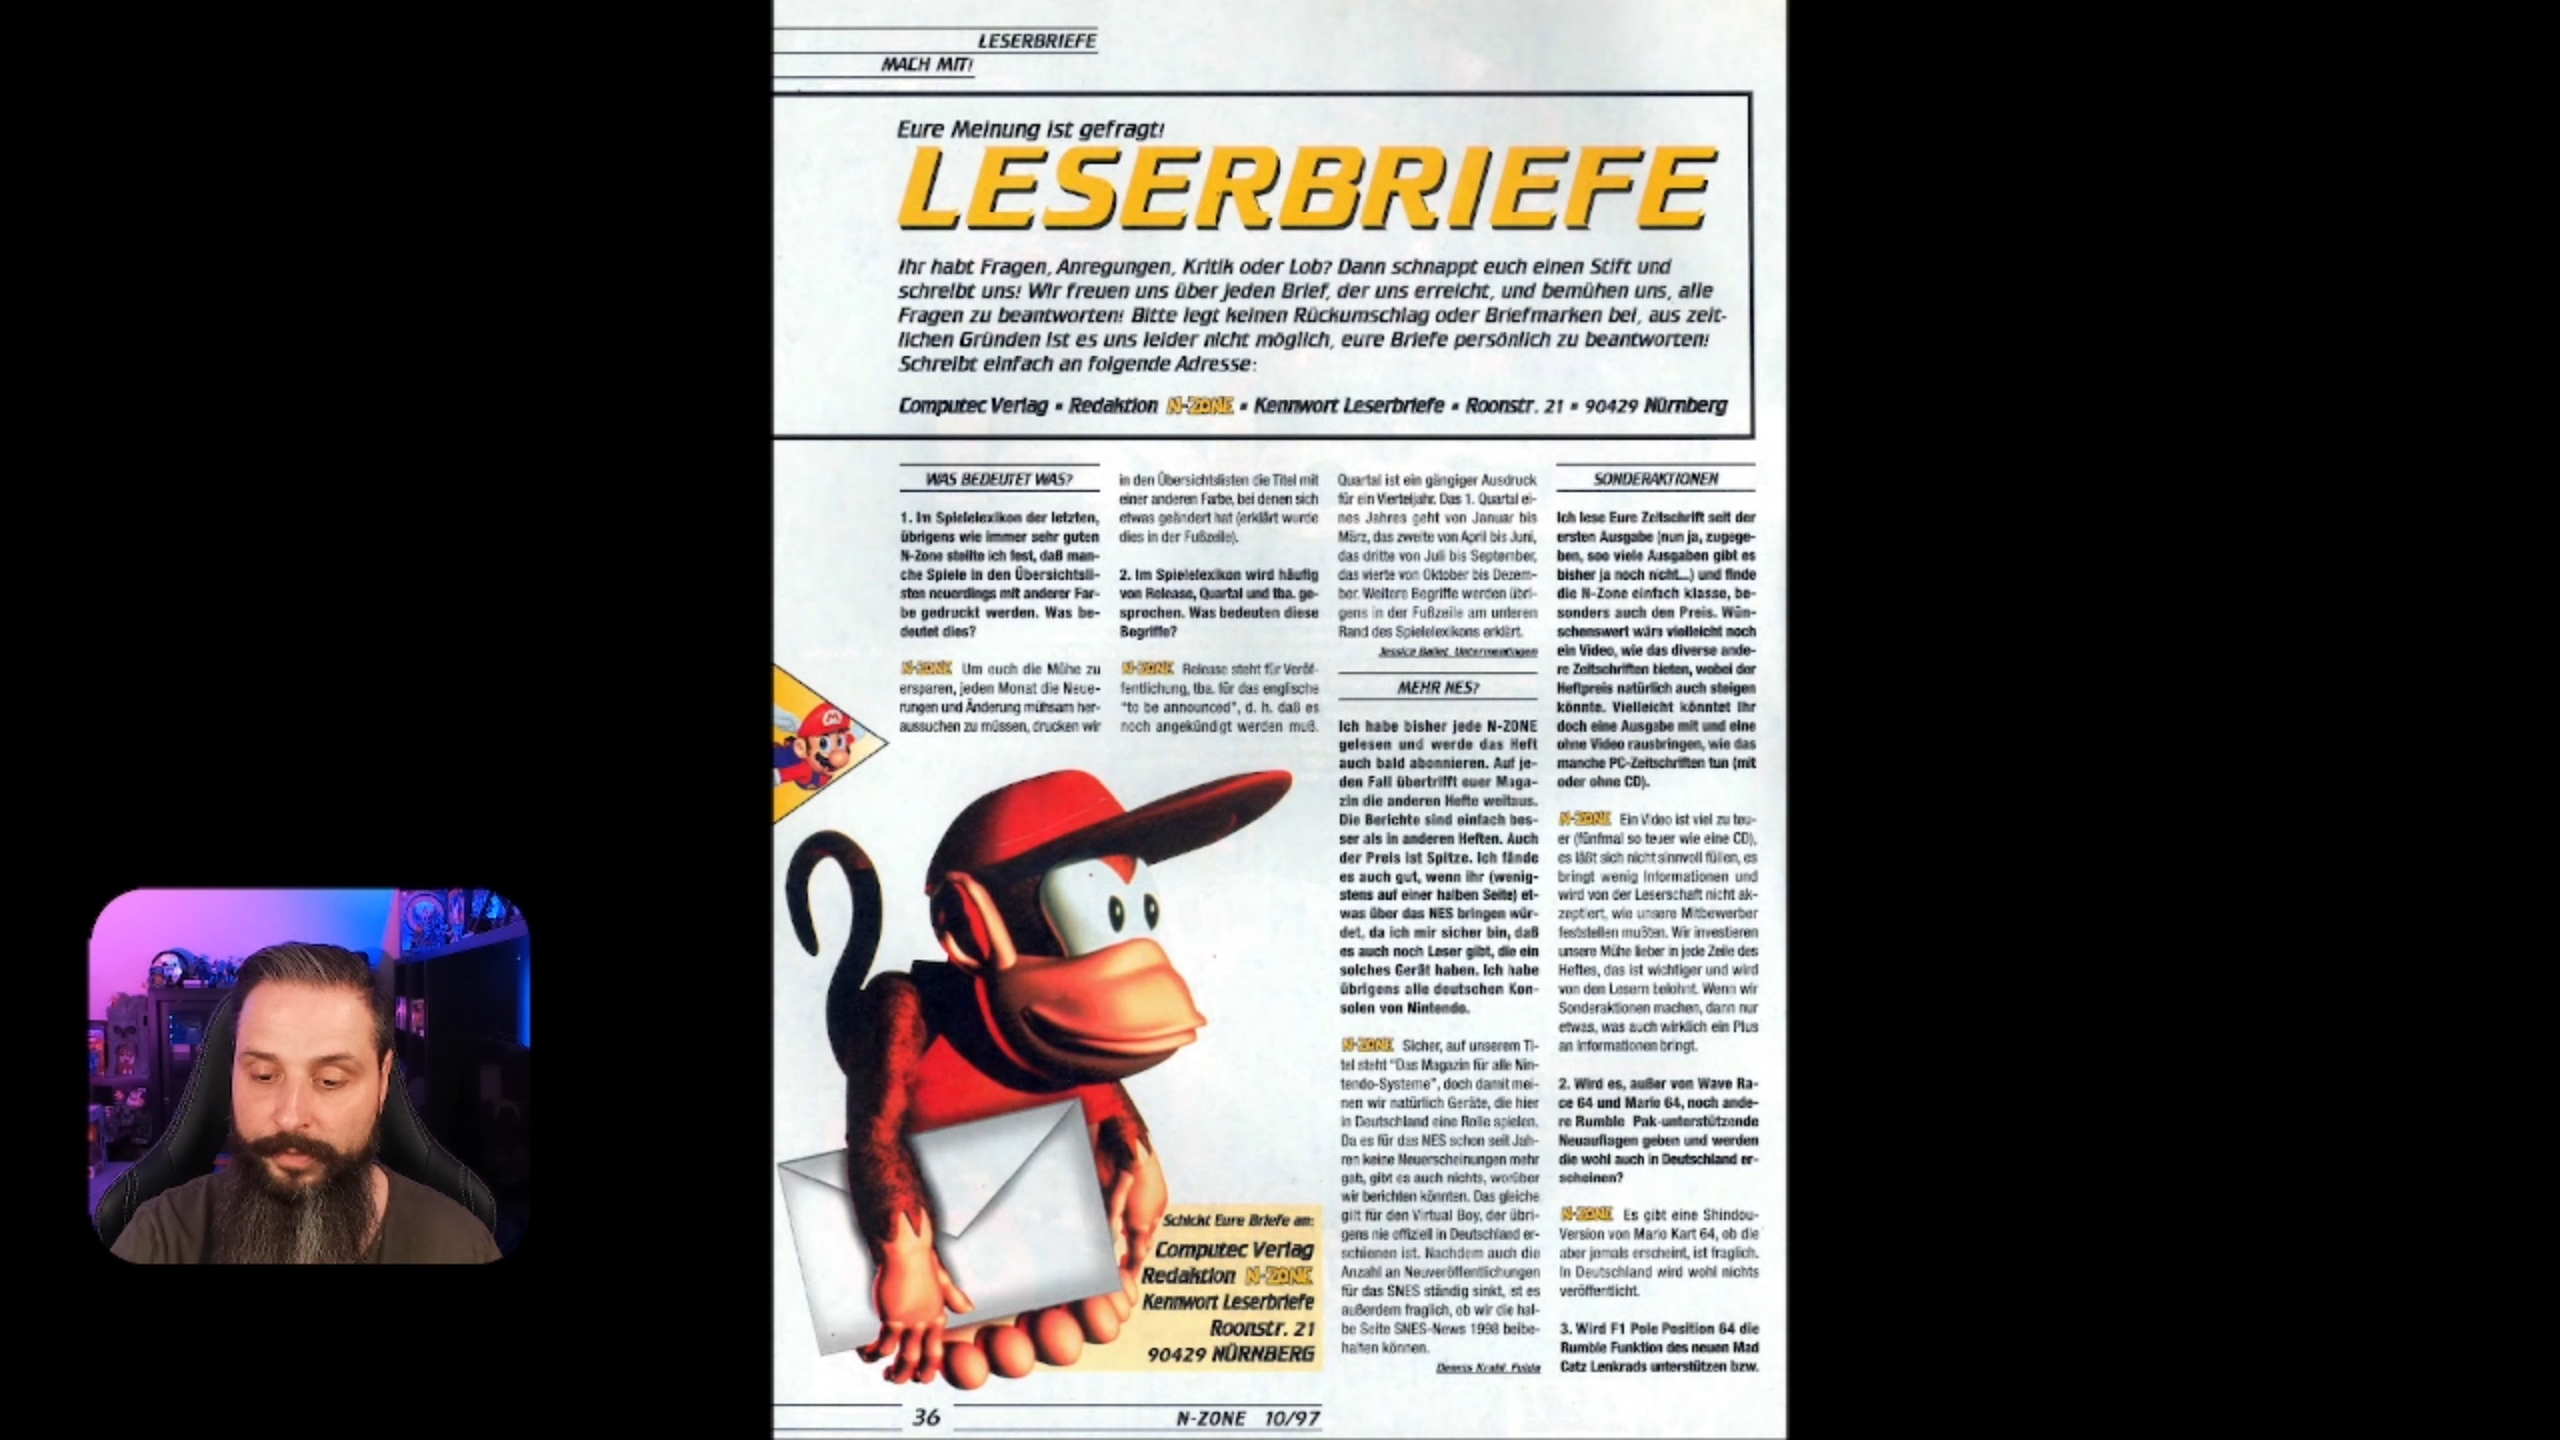 LESERBRIEFE
MACH MIT!
Eure Meinung ist gefragt!
LESERBRIEFE
Ihr habt Fragen, Anregungen, Kritik oder Lob? Dann schnappt euch einen Stift und
schreibt uns! Wir freuen uns über jeden Brief, der uns erreicht, und bemühen uns, alle
Fragen zu beantworten! Bitte legt keinen Rückumschlag oder Briefmarken bei, aus zeit-
lichen Gründen ist es uns leider nicht möglich, eure Briefe persönlich zu beantworten!
Schreibt einfach an folgende Adresse:
Computec Verlag ▪ Redaktion N-ZONE ▪ Kennwort Leserbriefe ▪ Roonstr. 21 ▪ 90429 Nürnberg
WAS BEDEUTET WAS?
1. Im Spielelexikon der letzten,
übrigens wie immer sehr guten
N-Zone stellte ich fest, daß man-
che Spiele in den Übersichtsli-
sten neuerdings mit anderer Far-
be gedruckt werden. Was be-
deutet dies?
N-ZONE Um euch die Mühe zu
ersparen, jeden Monat die Neue-
rungen und Änderung mühsam her-
aussuchen zu müssen, drucken wir
in den Übersichtslisten die Titel mit
einer anderen Farbe, bei denen sich
etwas geändert hat (erklärt wurde
dies in der Fußzeile).
2. Im Spielelexikon wird häufig
von Release, Quartal und tba. ge-
sprochen. Was bedeuten diese
Begriffe?
N-ZONE Release steht für Veröf-
fentlichung, tba. für das englische
"to be announced", d. h. daß es
noch angekündigt werden muß.
Quartal ist ein gängiger Ausdruck
für ein Vierteljahr. Das 1. Quartal ei-
nes Jahres geht von Januar bis
März, das zweite von April bis Juni,
das dritte von Juli bis September,
das vierte von Oktober bis Dezem-
ber. Weitere Begriffe werden übri-
gens in der Fußzeile am unteren
Rand des Spielelexikons erklärt.
Jessica
MEHR NES?
Ich habe bisher jede N-ZONE
gelesen und werde das Heft
auch bald abonnieren. Auf je-
den Fall übertrifft euer Maga-
zin die anderen Hefte weitaus.
Die Berichte sind einfach bes-
ser als in anderen Heften. Auch
der Preis ist Spitze. Ich fände
es auch gut, wenn ihr (wenig-
stens auf einer halben Seite) et-
was über das NES bringen wür-
det, da ich mir sicher bin, daß
es auch noch Leser gibt, die ein
solches Gerät haben. Ich habe
übrigens alle deutschen Kon-
solen von Nintendo.
N-ZONE Sicher, auf unserem Ti-
tel steht "Das Magazin für alle Nin-
tendo-Systeme", doch damit mei-
nen wir natürlich Geräte, die hier
in Deutschland eine Rolle spielen.
Da es für das NES schon seit Jah-
ren keine Neuerscheinungen mehr
gab, gibt es auch nichts, worüber
wir berichten könnten. Das gleiche
gilt für den Virtual Boy, der übri-
gens nie offiziell in Deutschland er-
schienen ist. Nachdem auch die
Anzahl an Neuveröffentlichungen
für das SNES ständig sinkt, ist es
außerdem fraglich, ob wir die hal-
be Seite SNES-News 1998 beibe-
halten können.
Dennis Krahl, Fulda
SONDERAKTIONEN
Ich lese Eure Zeitschrift seit der
ersten Ausgabe (nun ja, zugege-
ben, soo viele Ausgaben gibt es
bisher ja noch nicht...) und finde
die N-Zone einfach klasse, be-
sonders auch den Preis. Wün-
schenswert wäre vielleicht noch
ein Video, wie das diverse ande-
re Zeitschriften bieten, wobei der
Heftpreis natürlich auch steigen
könnte. Vielleicht könntet ihr
doch eine Ausgabe mit und eine
ohne Video rausbringen, wie das
manche PC-Zeitschriften tun (mit
oder ohne CD).
N-ZONE Ein Video ist viel zu teu-
er (fünfmal so teuer wie eine CD),
es läßt sich nicht sinnvoll füllen, es
bringt wenig Informationen und
wird von der Leserschaft nicht ak-
zeptiert, wie unsere Mitbewerber
feststellen mußten. Wir investieren
unsere Mühe lieber in jede Zeile des
Heftes, das ist wichtiger und wird
von den Lesern belohnt. Wenn wir
Sonderaktionen machen, dann nur
etwas, was auch wirklich ein Plus
an Informationen bringt.
2. Wird es, außer von Wave Ra-
ce 64 und Mario 64, noch ande-
re Rumble Pak-unterstützende
Neuauflagen geben und werden
die wohl auch in Deutschland er-
scheinen?
N-ZONE Es gibt eine Shindou-
Version von Mario Kart 64, ob die
aber jemals erscheint, ist fraglich.
In Deutschland wird wohl nichts
veröffentlicht.
3. Wird F1 Pole Position 64 die
Rumble Funktion des neuen Mad
Catz Lenkrads unterstützen bzw.
Schickt Eure Briefe an:
Computec Verlag
Redaktion N-ZONE
Kennwort Leserbriefe
Roonstr. 21
90429 NÜRNBERG
36
N-ZONE 10/97